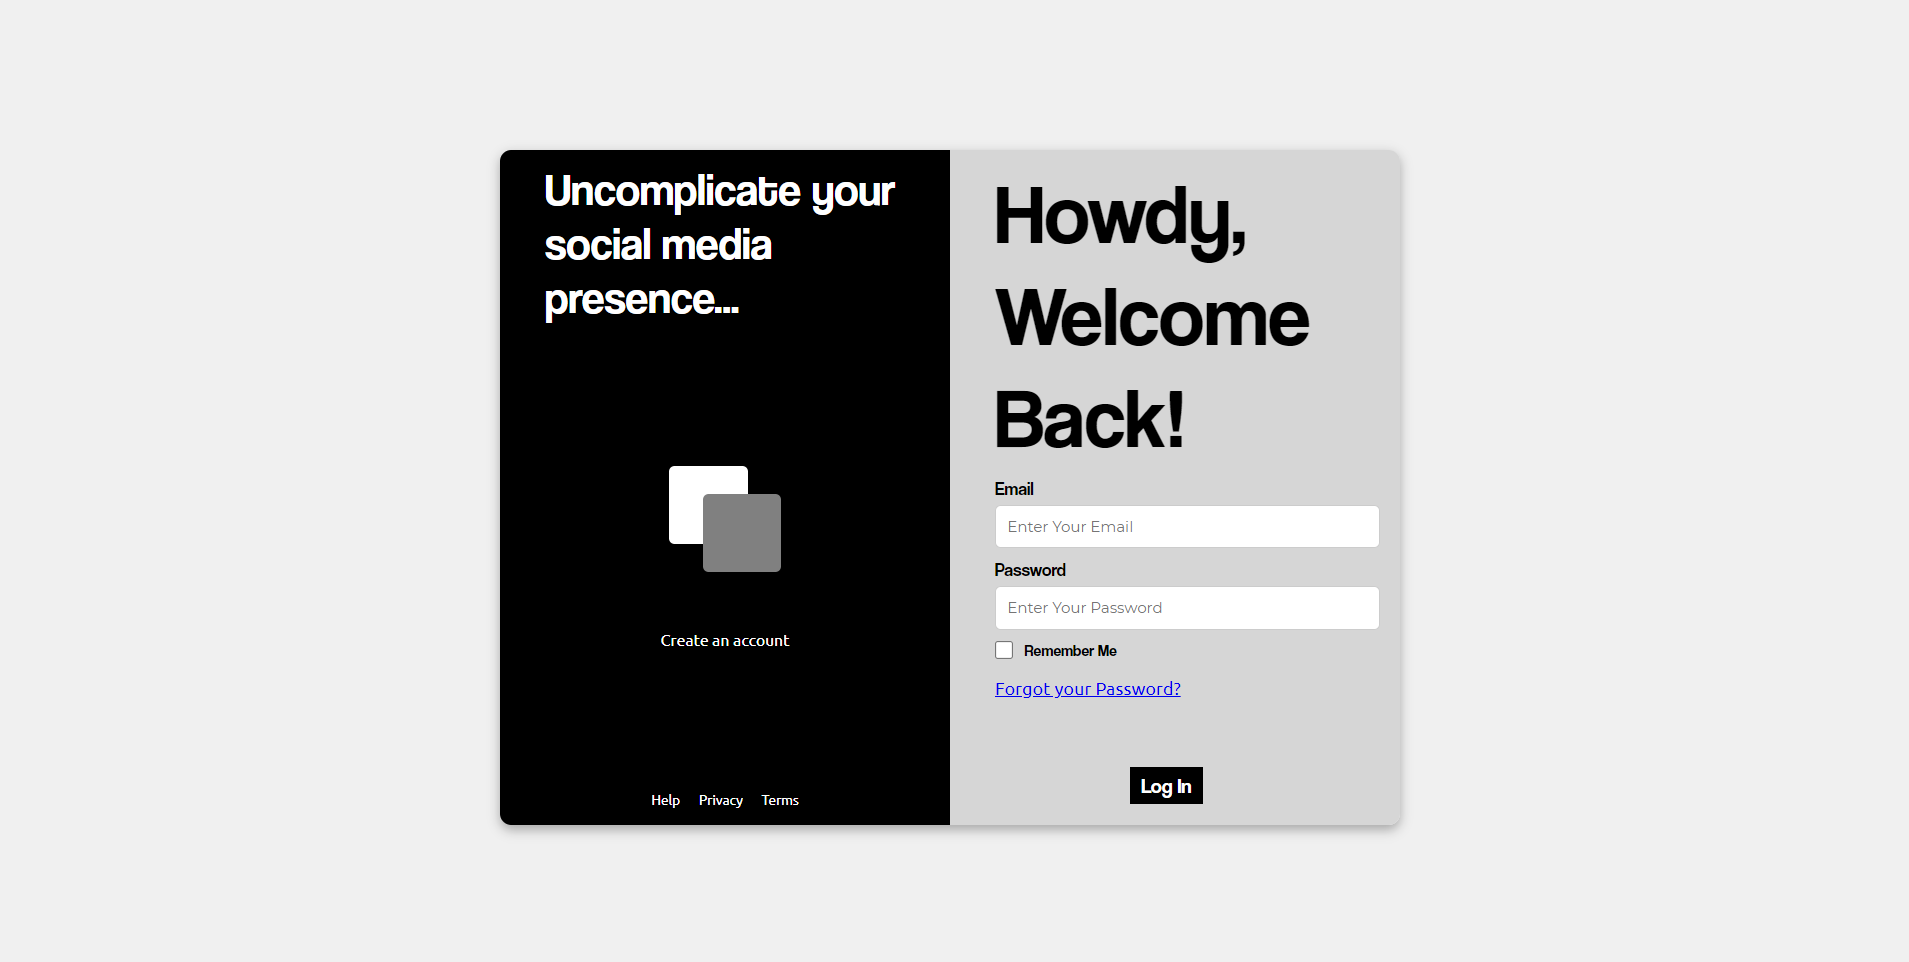 Uncomplicate your
social media
presence...
Create an account
Help Privacy Terms
Howdy,
Welcome
Back!
Email
Enter Your Email
Password
Enter Your Password
Remember Me
Forgot your Password?
Log In